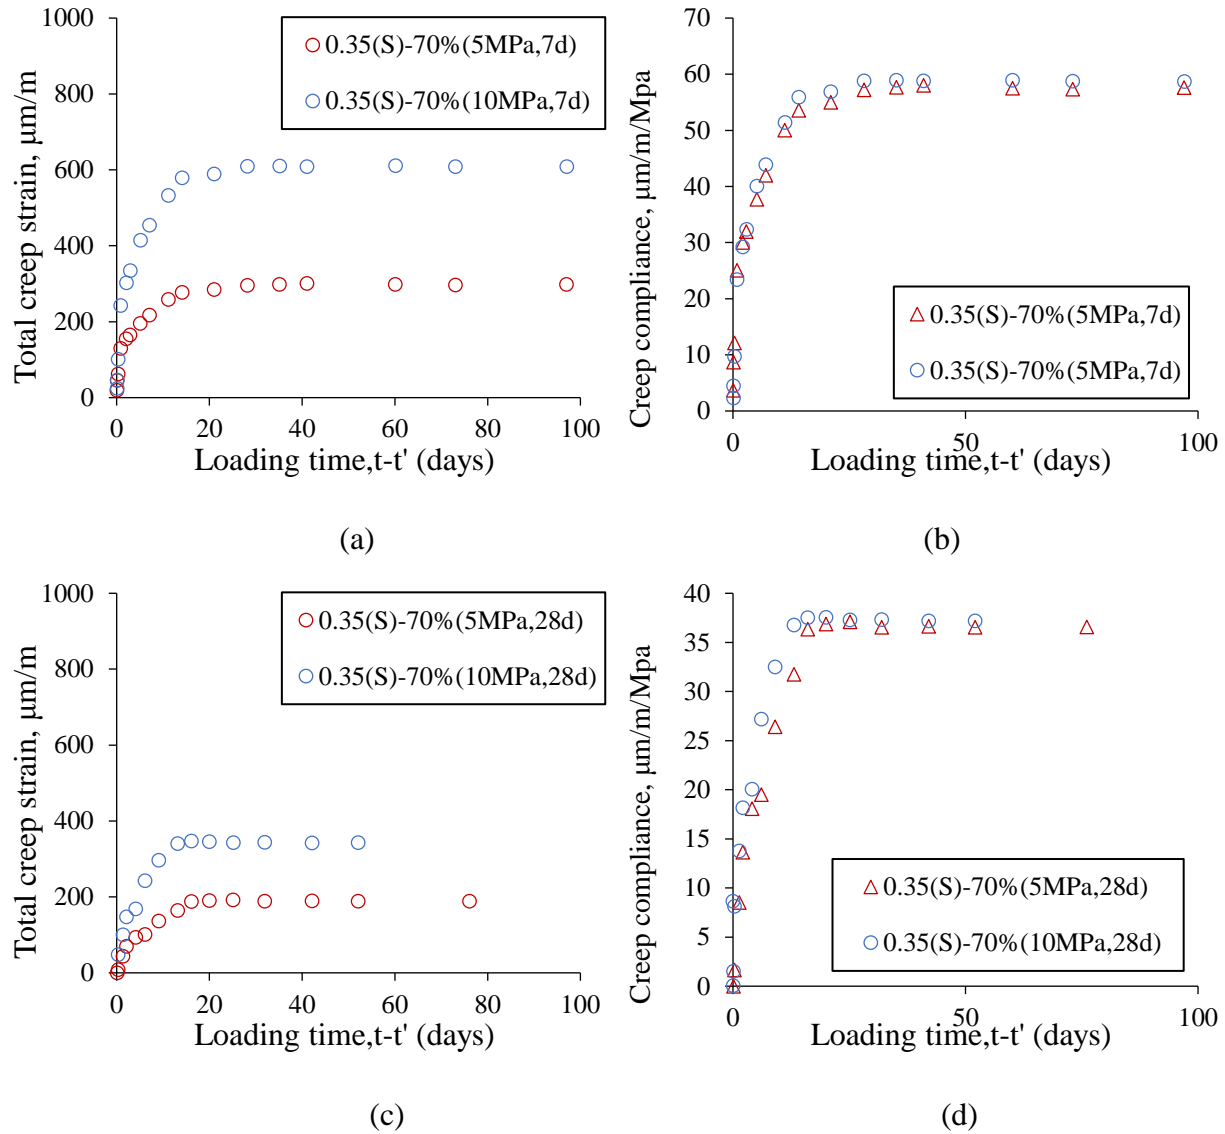 Total creep strain, μm/m
1000
800
600
400
200
0
0 20 40 60 80 100
Loading time,t-t' (days)
0.35(S)-70%(5MPa,7d)
0.35(S)-70%(10MPa,7d)
(a)
Creep compliance, μm/m/Mpa
70
60
50
40
30
20
10
0
0 50 100
Loading time,t-t' (days)
0.35(S)-70%(5MPa,7d)
0.35(S)-70%(5MPa,7d)
(b)
Total creep strain, μm/m
1000
800
600
400
200
0
0 20 40 60 80 100
Loading time,t-t' (days)
0.35(S)-70%(5MPa,28d)
0.35(S)-70%(10MPa,28d)
(c)
Creep compliance, μm/m/Mpa
40
35
30
25
20
15
10
5
0
0 50 100
Loading time,t-t' (days)
0.35(S)-70%(5MPa,28d)
0.35(S)-70%(10MPa,28d)
(d)